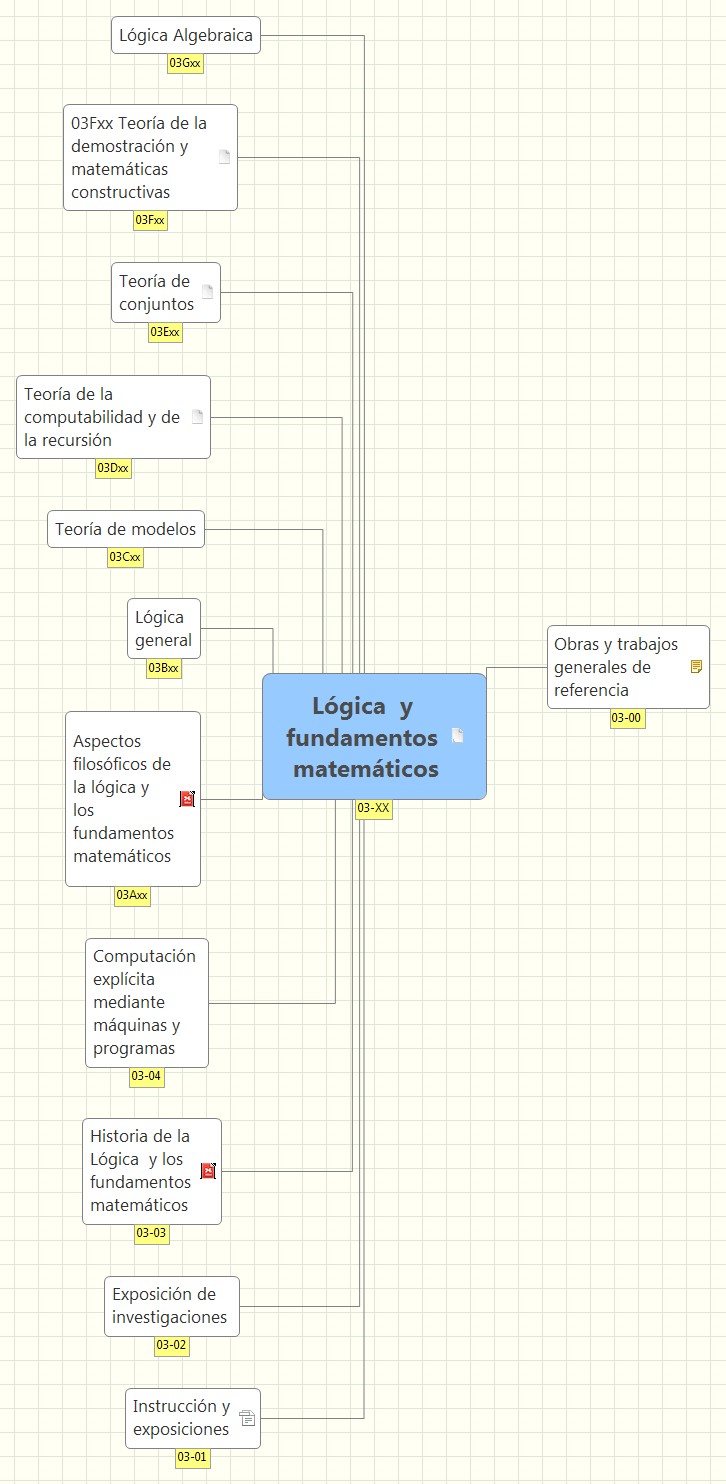 Lógica Algebraica
03Gxx
03Fxx Teoría de la
demostración y
matemáticas
constructivas
03Fxx
Teoría de
conjuntos
03Exx
Teoría de la
computabilidad y de
la recursión
03Dxx
Teoría de modelos
03Cxx
Lógica
general
03Bxx
Obras y trabajos
generales de
referencia
03-00
Lógica y
fundamentos
matemáticos
03-XX
Aspectos
filosóficos de
la lógica y
los
fundamentos
matemáticos
03Axx
Computación
explícita
mediante
máquinas y
programas
03-04
Historia de la
Lógica y los
fundamentos
matemáticos
03-03
Exposición de
investigaciones
03-02
Instrucción y
exposiciones
03-01